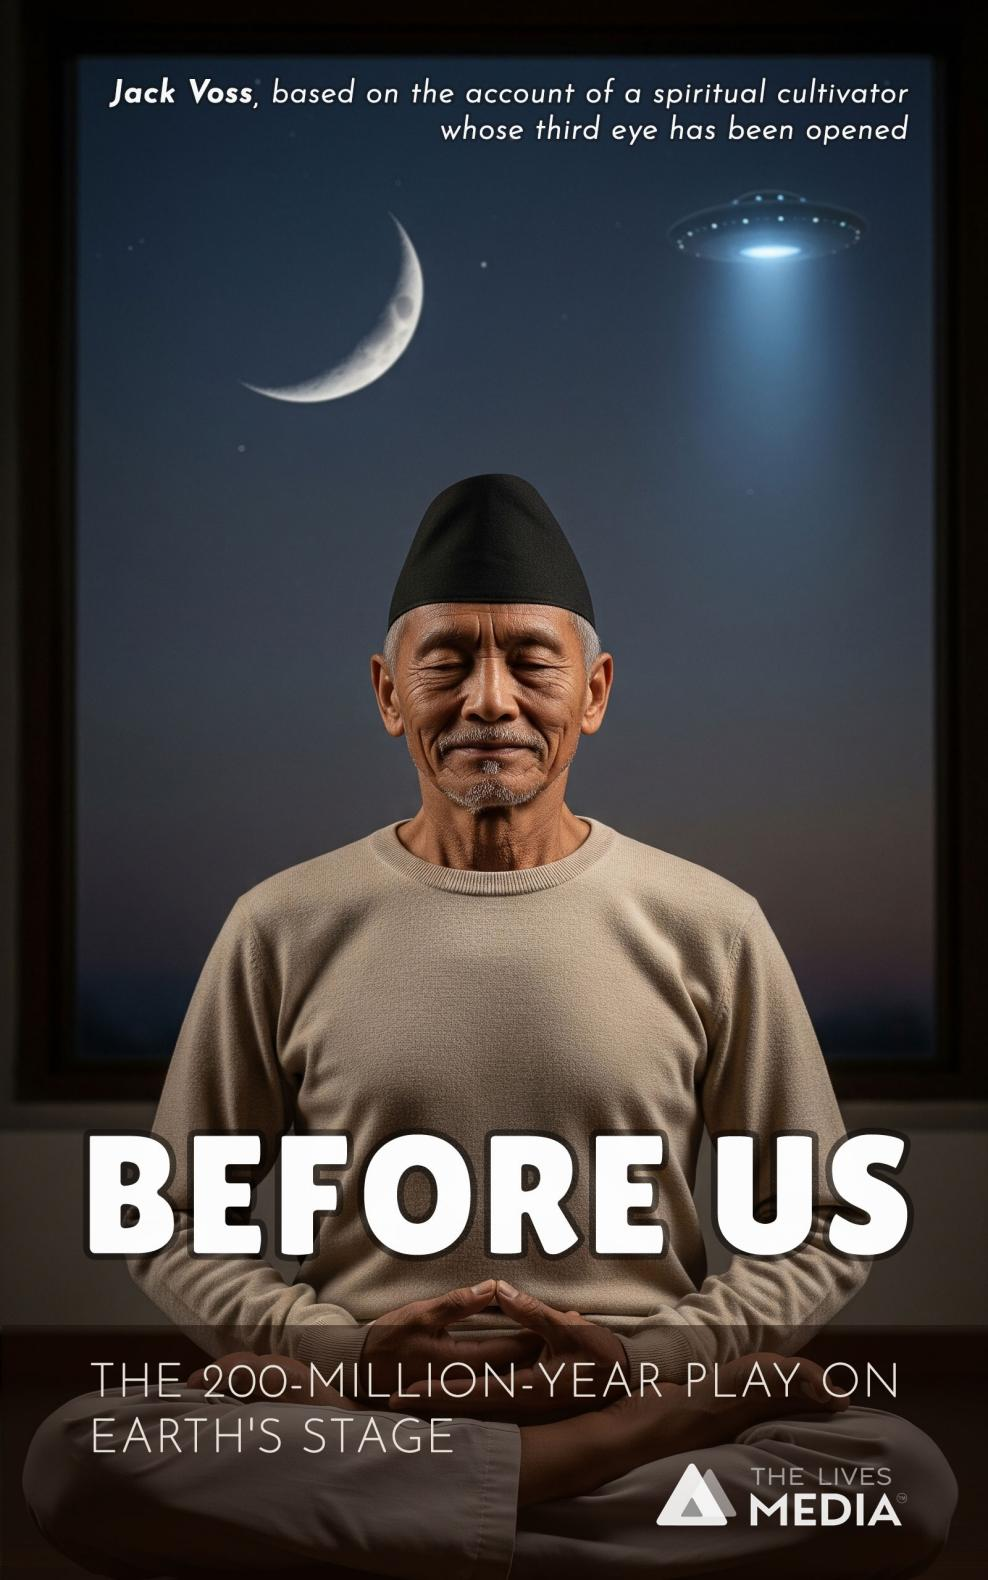 Jack Voss, based on the account of a spiritual cultivator
whose third eye has been opened
BEFORE US
THE 200-MILLION-YEAR PLAY ON
EARTH'S STAGE
THE LIVES
MEDIA™